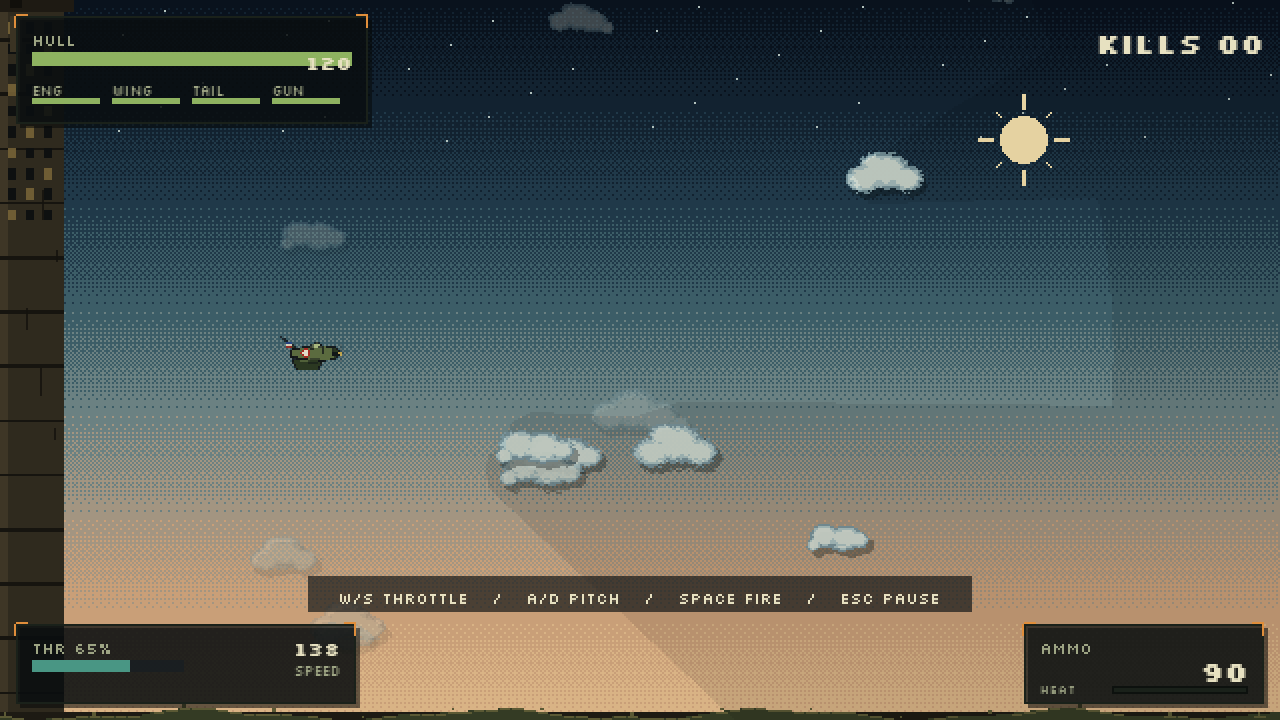 HULL
120
ENG WING TAIL GUN
KILLS 00
W/S THROTTLE / A/D PITCH / SPACE FIRE / ESC PAUSE
THR 65%
138
SPEED
AMMO
90
HEAT